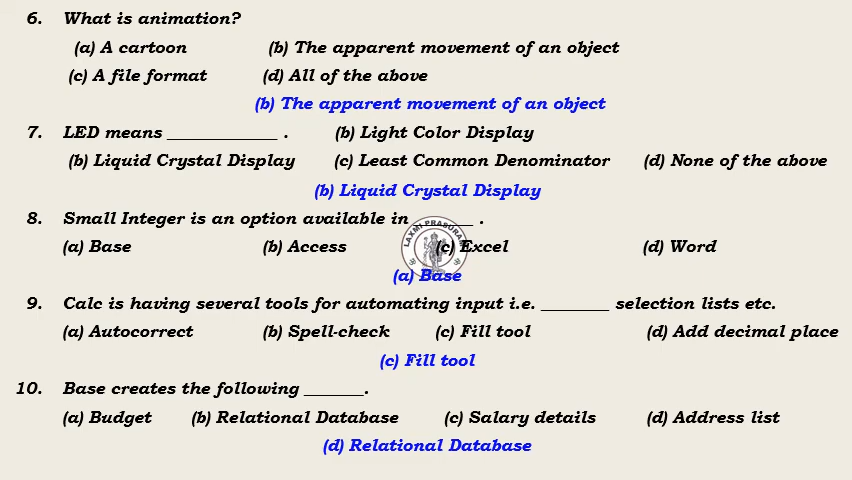 6. What is animation?
(a) A cartoon (b) The apparent movement of an object
(c) A file format (d) All of the above
(b) The apparent movement of an object
7. LED means _____________ . (b) Light Color Display
(b) Liquid Crystal Display (c) Least Common Denominator (d) None of the above
(b) Liquid Crystal Display
8. Small Integer is an option available in _______ .
LAXMI PRASURAM
(a) Base (b) Access (c) Excel (d) Word
(a) Base
9. Calc is having several tools for automating input i.e. ________ selection lists etc.
(a) Autocorrect (b) Spell-check (c) Fill tool (d) Add decimal place
(c) Fill tool
10. Base creates the following _______.
(a) Budget (b) Relational Database (c) Salary details (d) Address list
(d) Relational Database